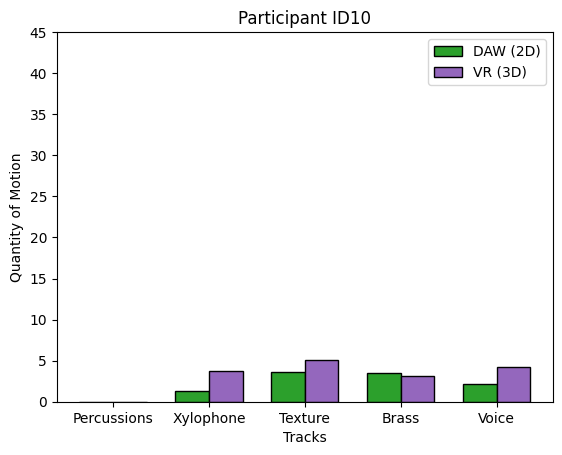 Participant ID10
DAW (2D)
VR (3D)
Quantity of Motion
45
40
35
30
25
20
15
10
5
0
Percussions Xylophone Texture Brass Voice
Tracks